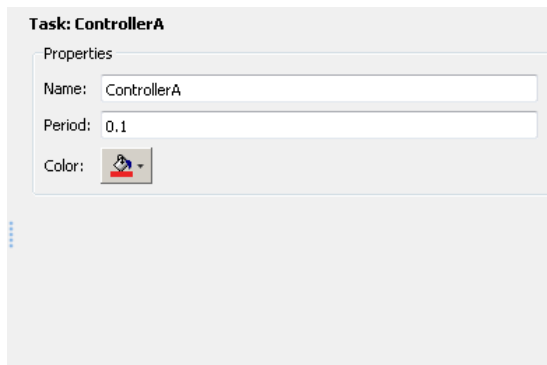 Task: ControllerA
Properties
Name: ControllerA
Period: 0.1
Color: